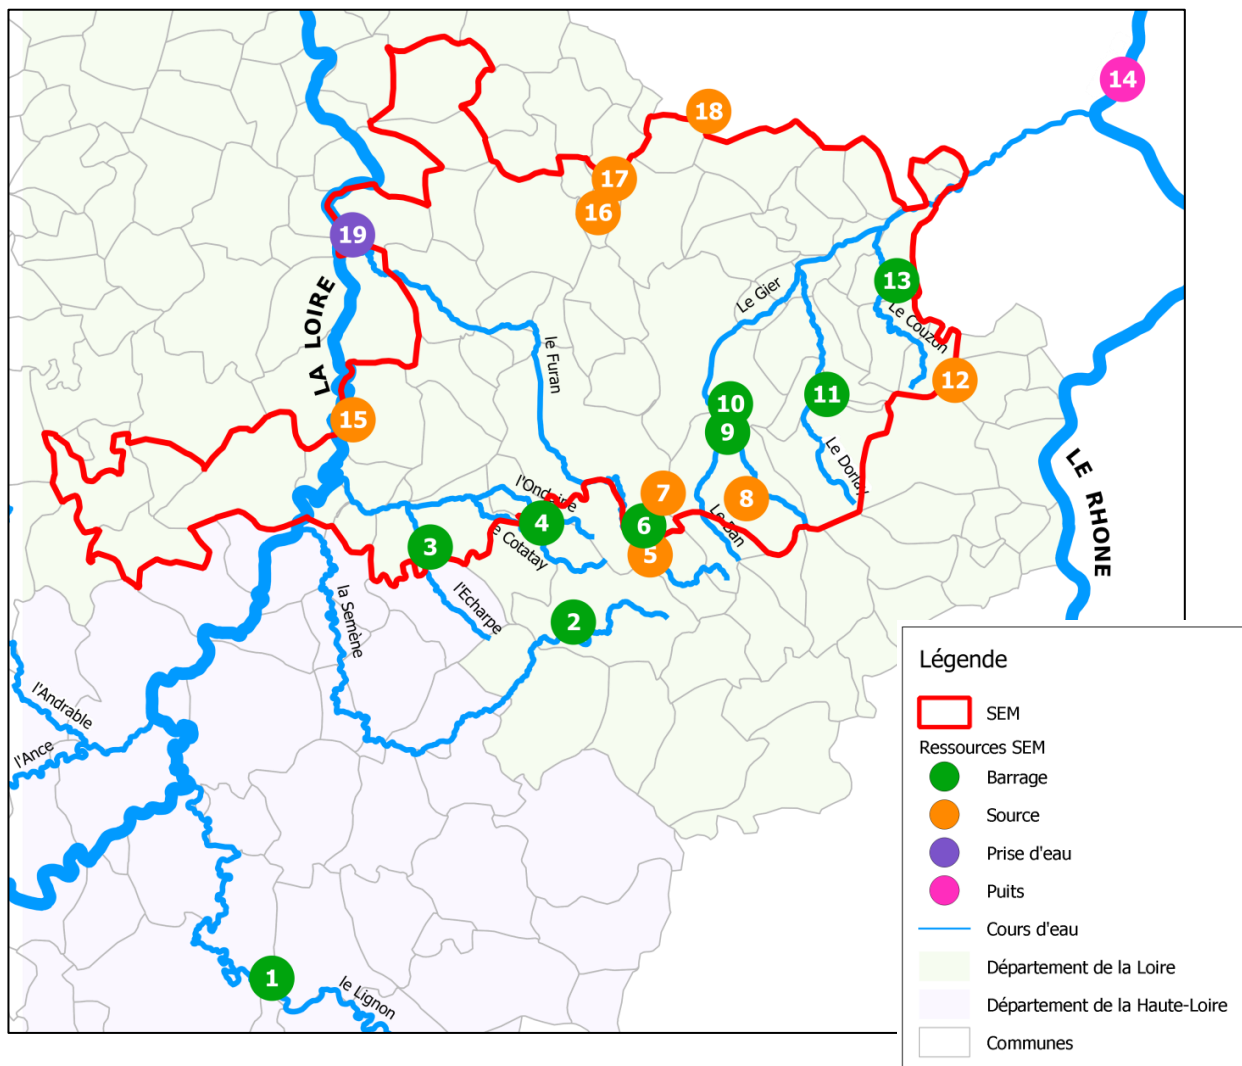 14
18
17
16
19
13
Le Gier
LA LOIRE
Le Couzon
le Furan
12
11
10
15
9
Le Dorlay
LE RHONE
7
8
l'Ondaine
4
6
Le Ban
3
e Cotatay
5
l'Echarpe
la Semène
2
l'Andrable
l'Ance
1
le Lignon
Légende
SEM
Ressources SEM
Barrage
Source
Prise d'eau
Puits
Cours d'eau
Département de la Loire
Département de la Haute-Loire
Communes